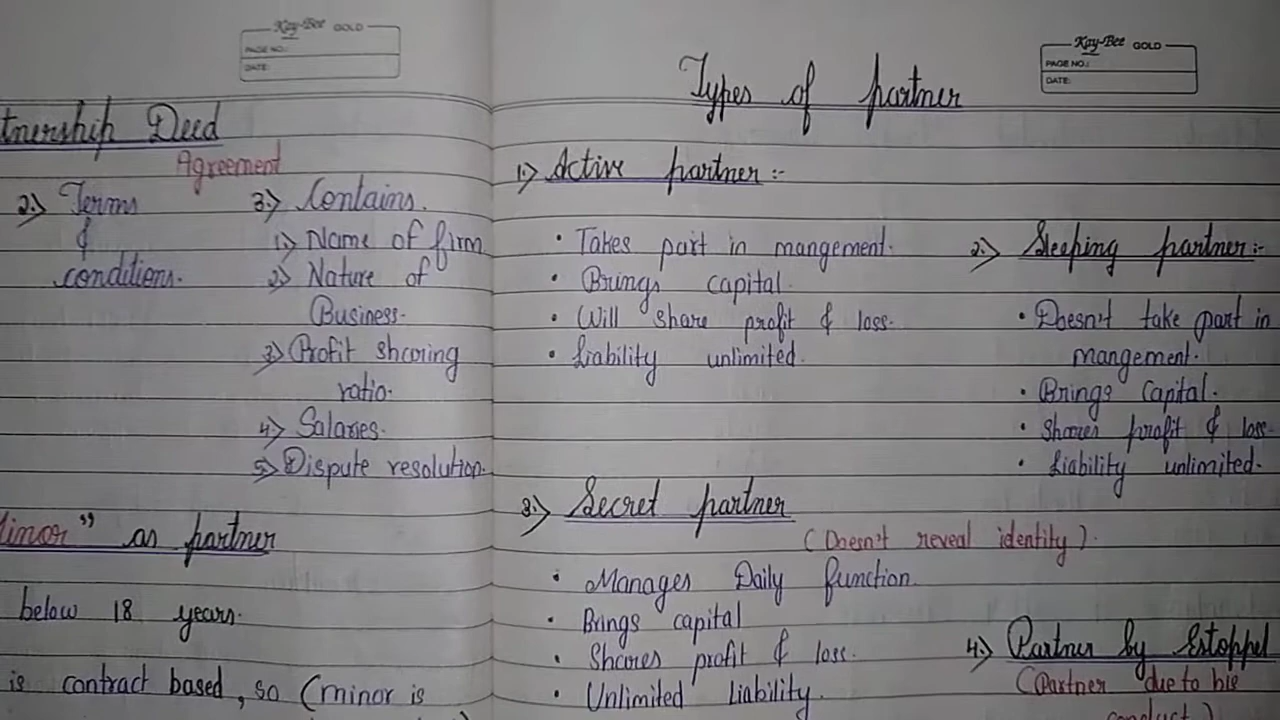 Kay-Bee GOLD
PAGE NO.:
DATE:
tnership Deed
Agreement
2.) Terms
&
conditions.
3.) Contains.
1.) Name of firm
2.) Nature of
Business.
3.) Profit sharing
ratio.
4.) Salaries.
5.) Dispute resolution.
Minor" as partner
below 18 years.
is contract based, so (minor is
Kay-Bee GOLD
PAGE NO.:
DATE:
Types of partner
1.) Active partner :-
• Takes part in mangement.
• Brings capital.
• Will share profit & loss.
• Liability unlimited.
2.) Sleeping partner:-
• Doesn't take part in
mangement.
• Brings Capital.
• Shares profit & loss.
• Liability unlimited.
3.) Secret partner
(Doesn't reveal identity).
• Manages Daily function.
• Brings capital
• Shares profit & loss.
• Unlimited Liability.
4.) Partner by Estoppel
(Partner due to his
conduct)